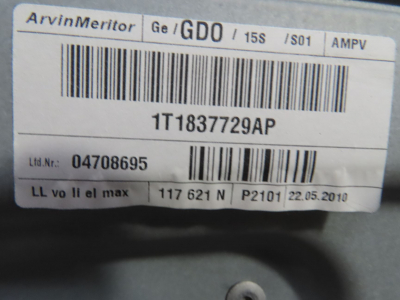 ArvinMeritor Ge/GDO / 15S /S01 AMPV
1T1837729AP
Lfd.Nr.: 04708695
LL vo li el max 117 621 N P2101 22.05.2010